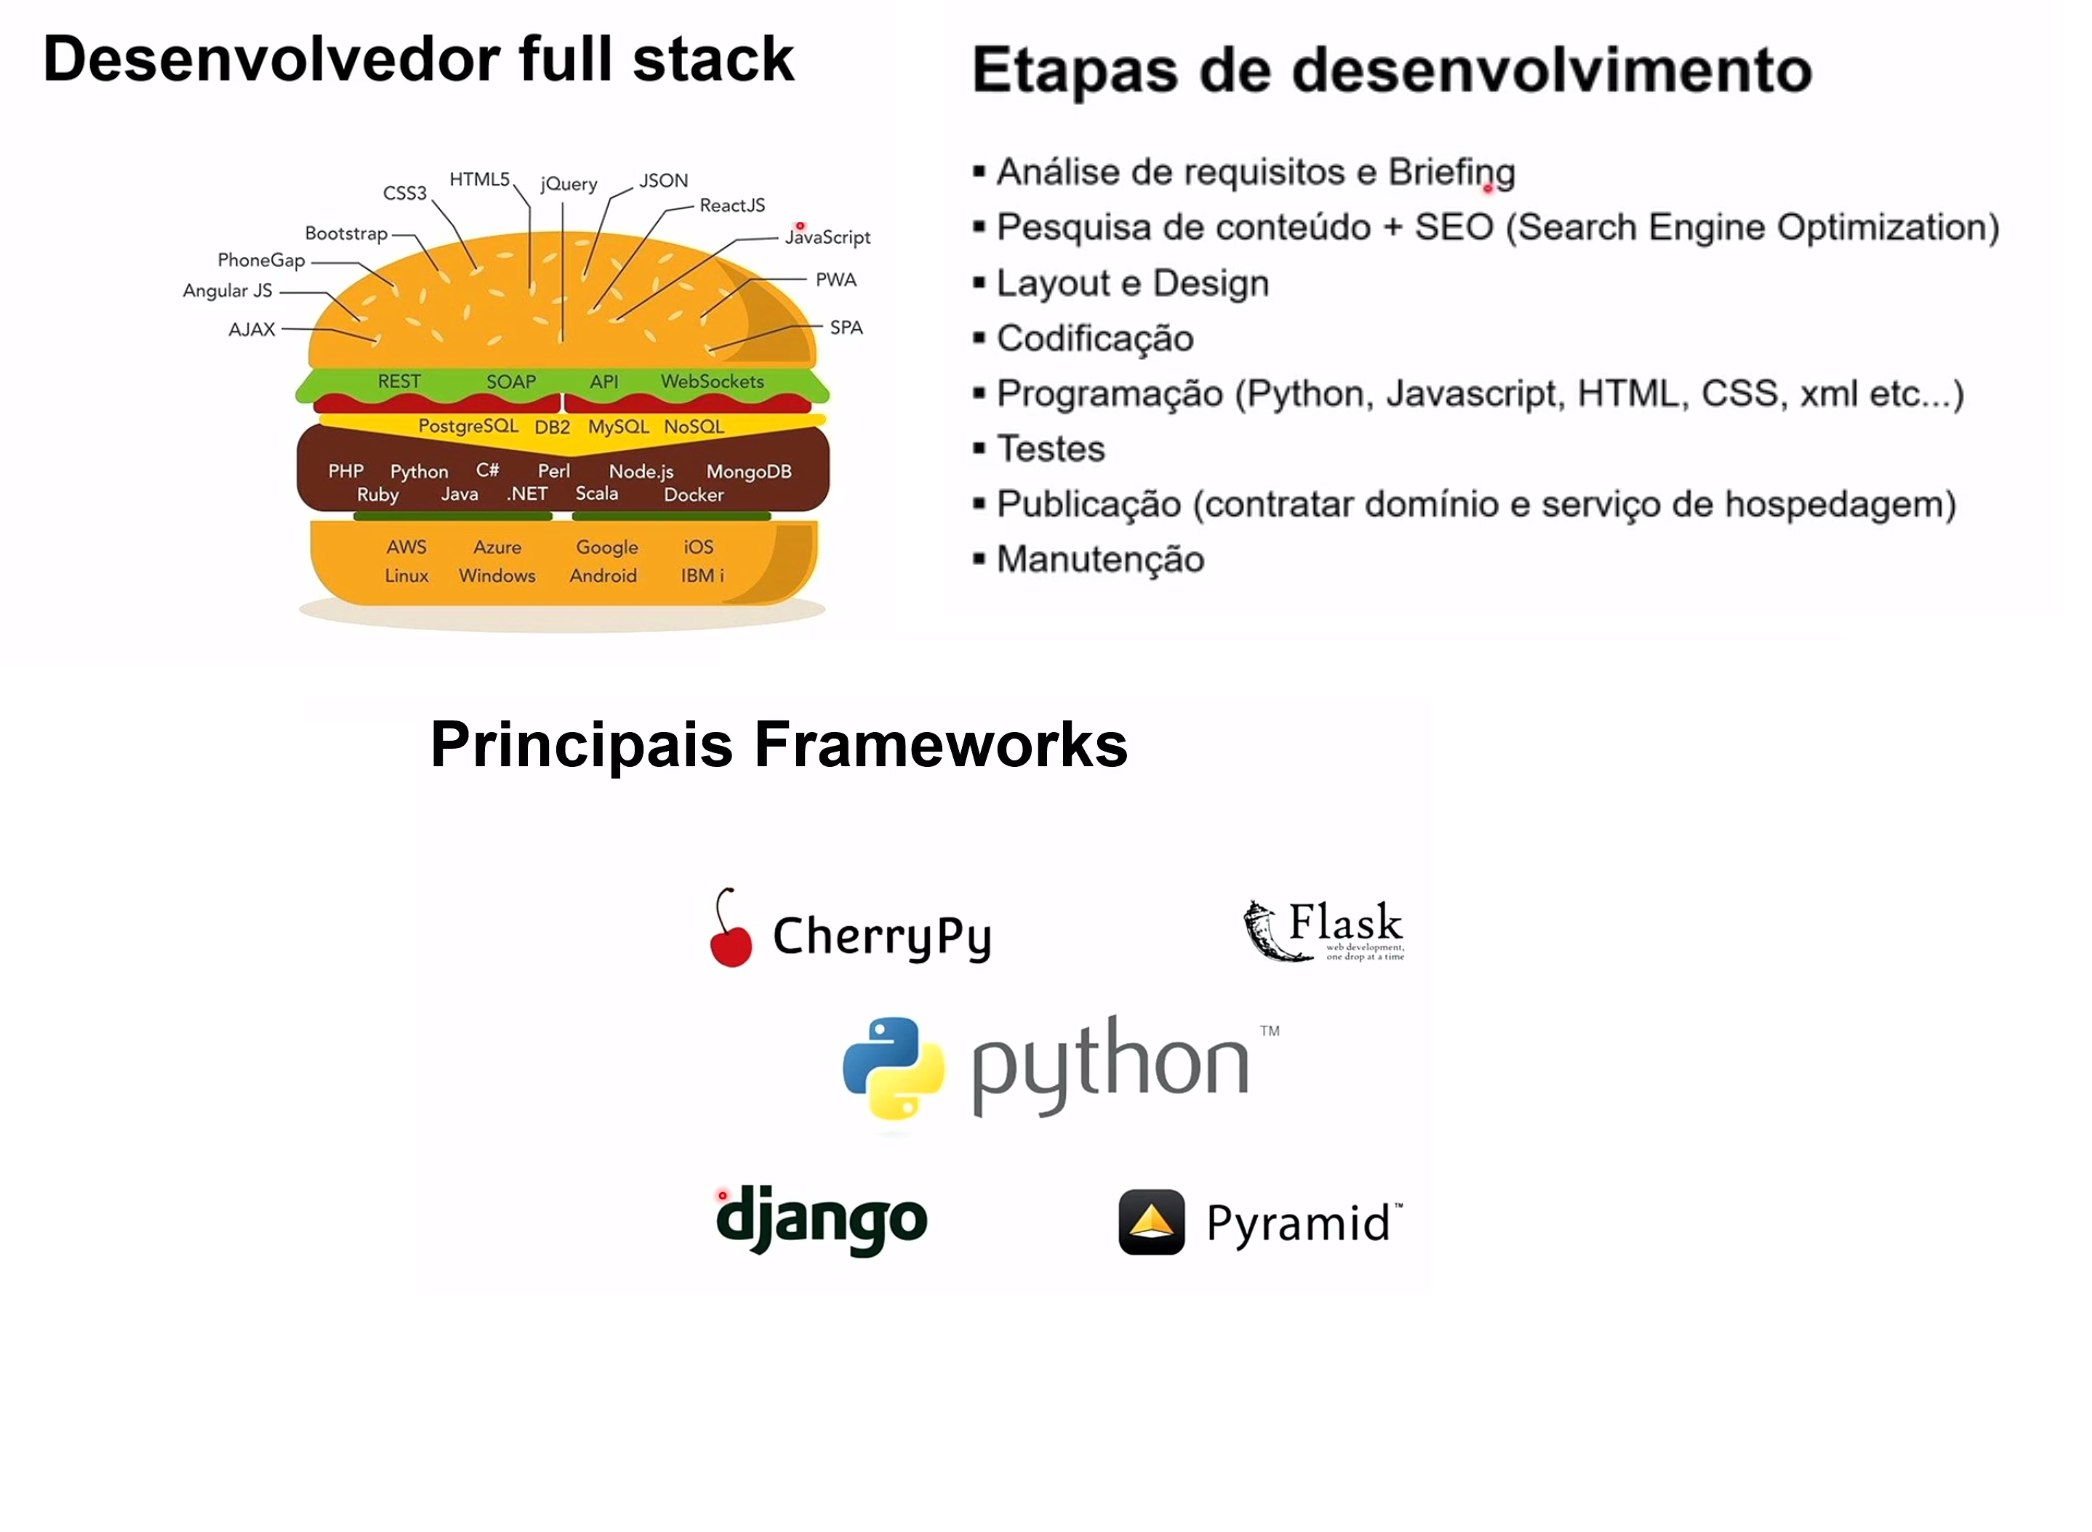 Desenvolvedor full stack
HTML5
jQuery
JSON
CSS3
ReactJS
Bootstrap
JavaScript
PhoneGap
PWA
Angular JS
AJAX
SPA
REST SOAP API WebSockets
PostgreSQL DB2 MySQL NoSQL
PHP Python C# Perl Node.js MongoDB
Ruby Java .NET Scala Docker
AWS Azure Google iOS
Linux Windows Android IBM i
Etapas de desenvolvimento
▪ Análise de requisitos e Briefing
▪ Pesquisa de conteúdo + SEO (Search Engine Optimization)
▪ Layout e Design
▪ Codificação
▪ Programação (Python, Javascript, HTML, CSS, xml etc...)
▪ Testes
▪ Publicação (contratar domínio e serviço de hospedagem)
▪ Manutenção
Principais Frameworks
CherryPy
Flask
web development,
one drop at a time
python™
django
Pyramid™